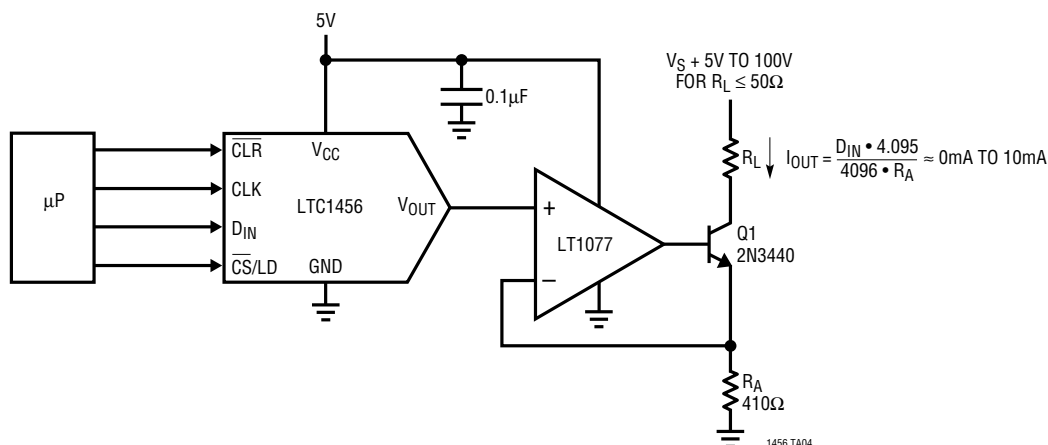 5V
0.1µF
V_S + 5V TO 100V
FOR R_L ≤ 50Ω
R_L
I_OUT = D_IN • 4.095 / 4096 • R_A ≈ 0mA TO 10mA
µP
CLR
CLK
D_IN
CS/LD
V_CC
LTC1456
V_OUT
GND
+
LT1077
–
Q1
2N3440
R_A
410Ω
1456 TA04